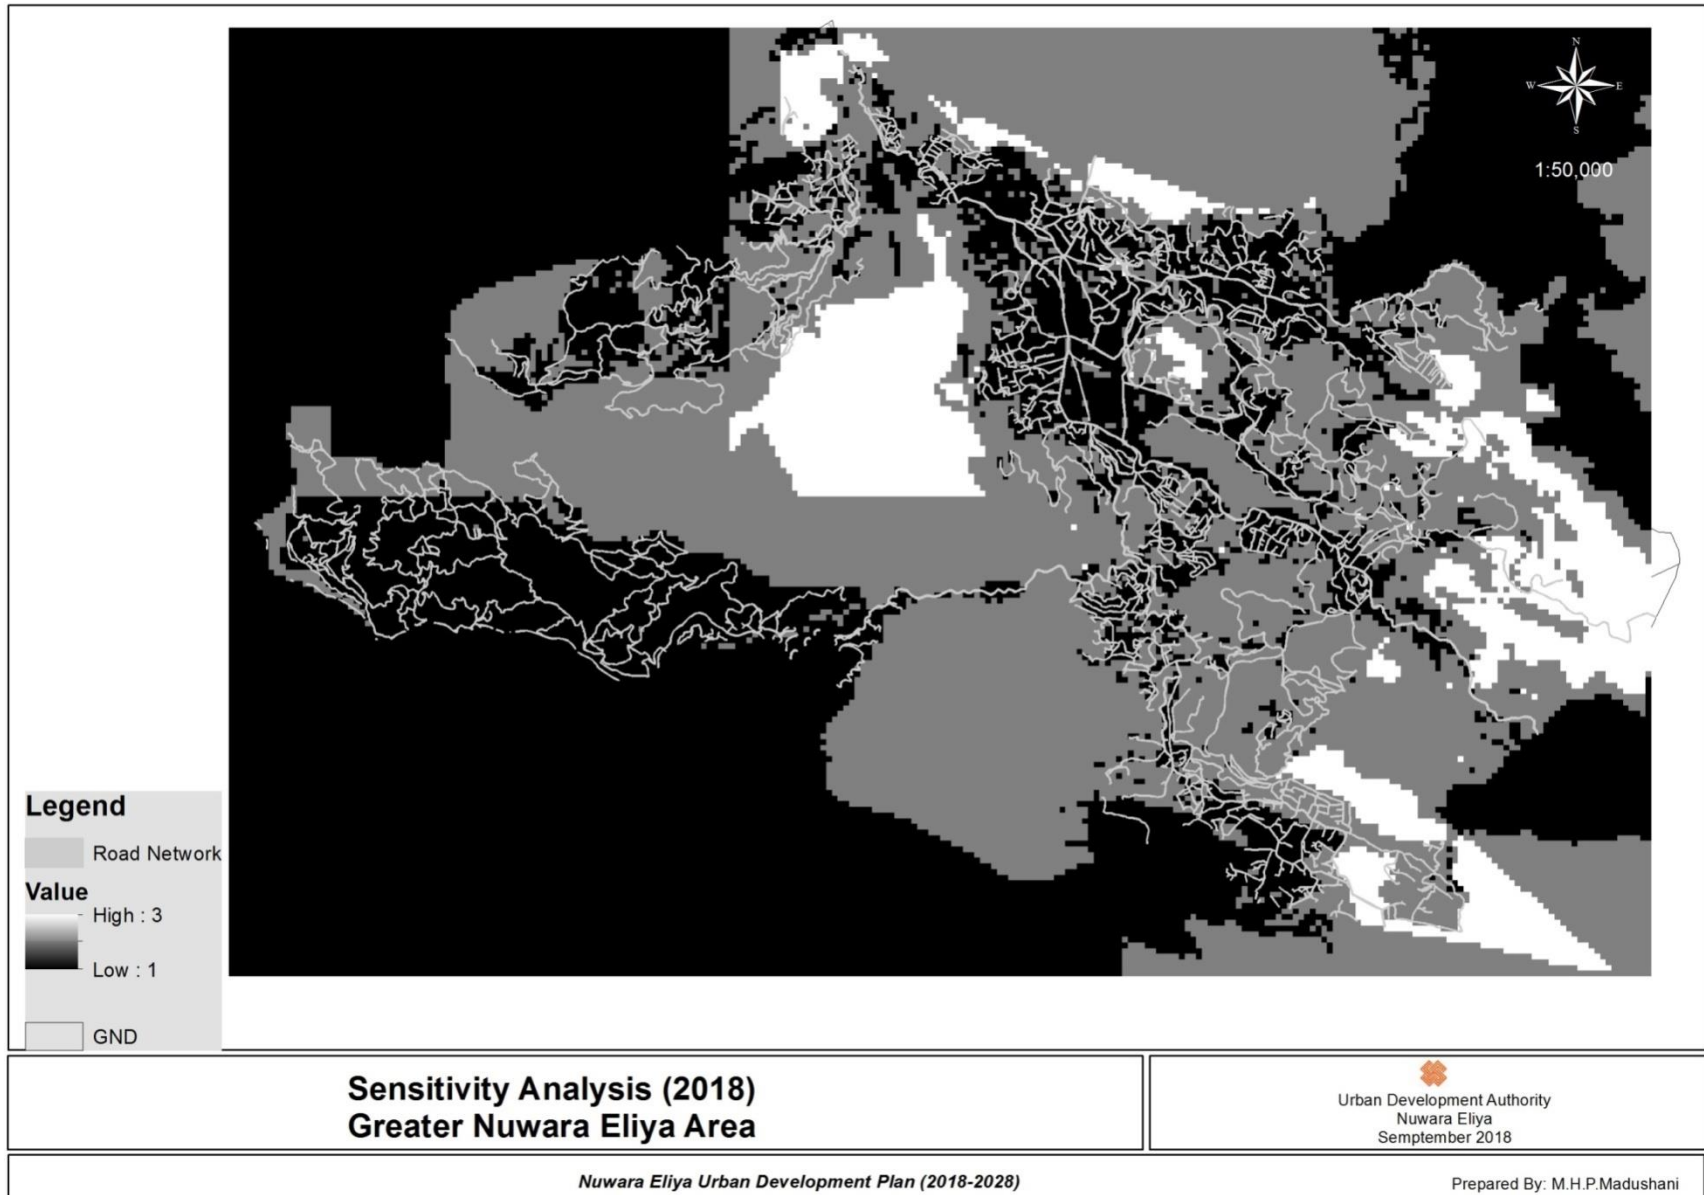 N
W
E
S
1:50,000
Legend
Road Network
Value
High : 3
Low : 1
GND
Sensitivity Analysis (2018)
Greater Nuwara Eliya Area
Urban Development Authority
Nuwara Eliya
Semptember 2018
Nuwara Eliya Urban Development Plan (2018-2028)
Prepared By: M.H.P.Madushani